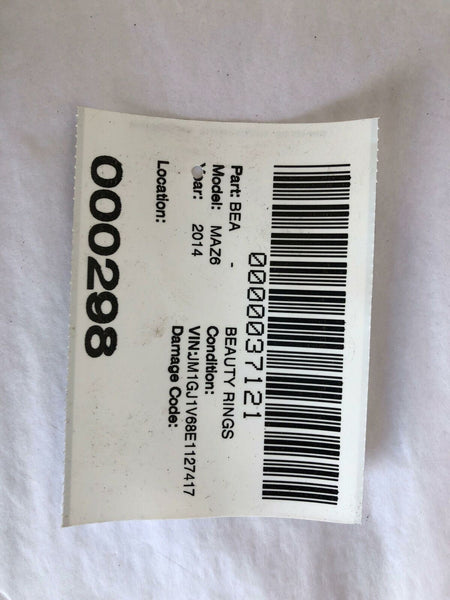 0000037121
Part: BEA - BEAUTY RINGS
Model: MAZ6 Condition:
Year: 2014 VIN:JM1GJ1V68E1127417
Damage Code:
Location:
000298